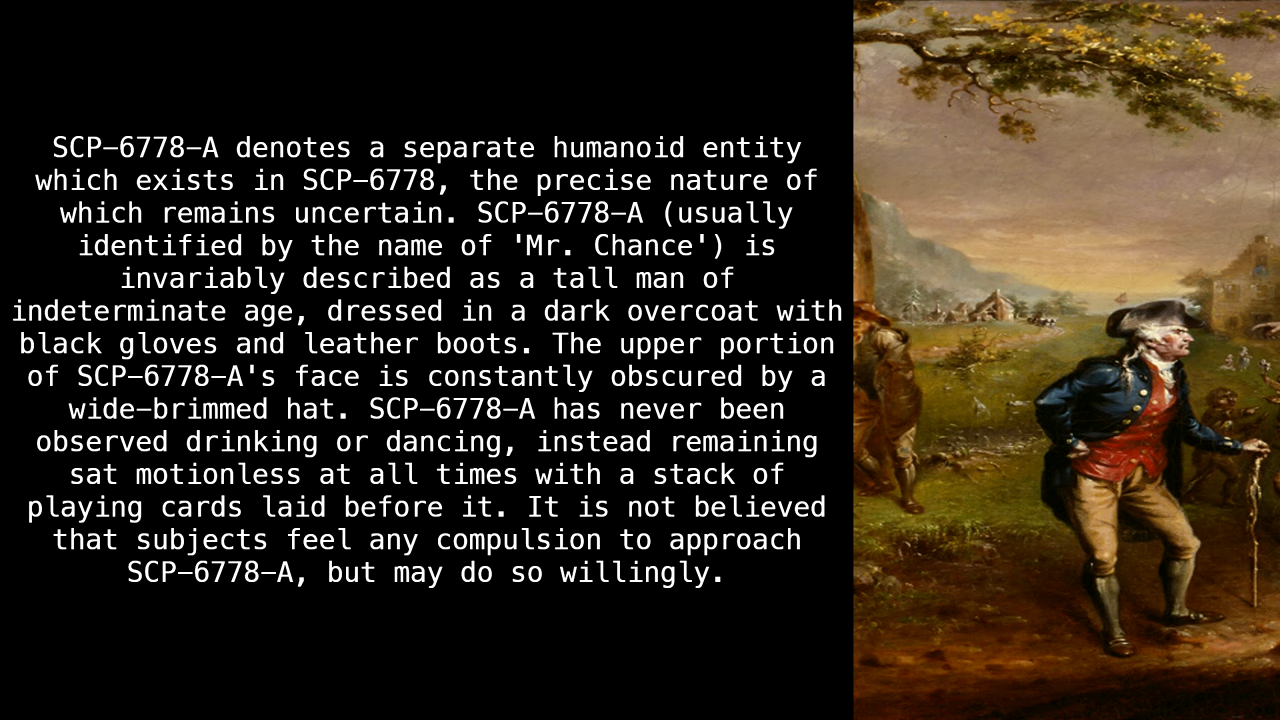 SCP–6778–A denotes a separate humanoid entity
which exists in SCP–6778, the precise nature of
which remains uncertain. SCP–6778–A (usually
identified by the name of 'Mr. Chance') is
invariably described as a tall man of
indeterminate age, dressed in a dark overcoat with
black gloves and leather boots. The upper portion
of SCP–6778–A's face is constantly obscured by a
wide–brimmed hat. SCP–6778–A has never been
observed drinking or dancing, instead remaining
sat motionless at all times with a stack of
playing cards laid before it. It is not believed
that subjects feel any compulsion to approach
SCP–6778–A, but may do so willingly.